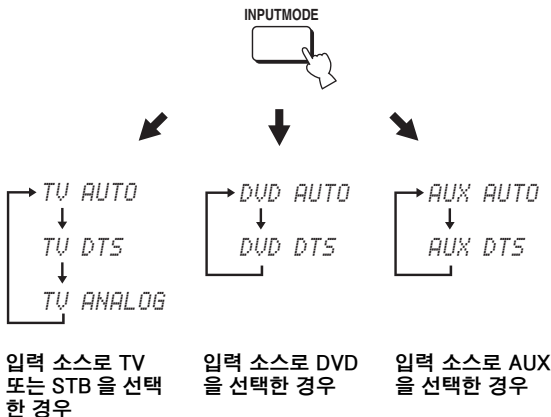 INPUTMODE
TV AUTO
TV DTS
TV ANALOG
DVD AUTO
DVD DTS
AUX AUTO
AUX DTS
입력 소스로 TV
또는 STB 을 선택
한 경우
입력 소스로 DVD
을 선택한 경우
입력 소스로 AUX
을 선택한 경우